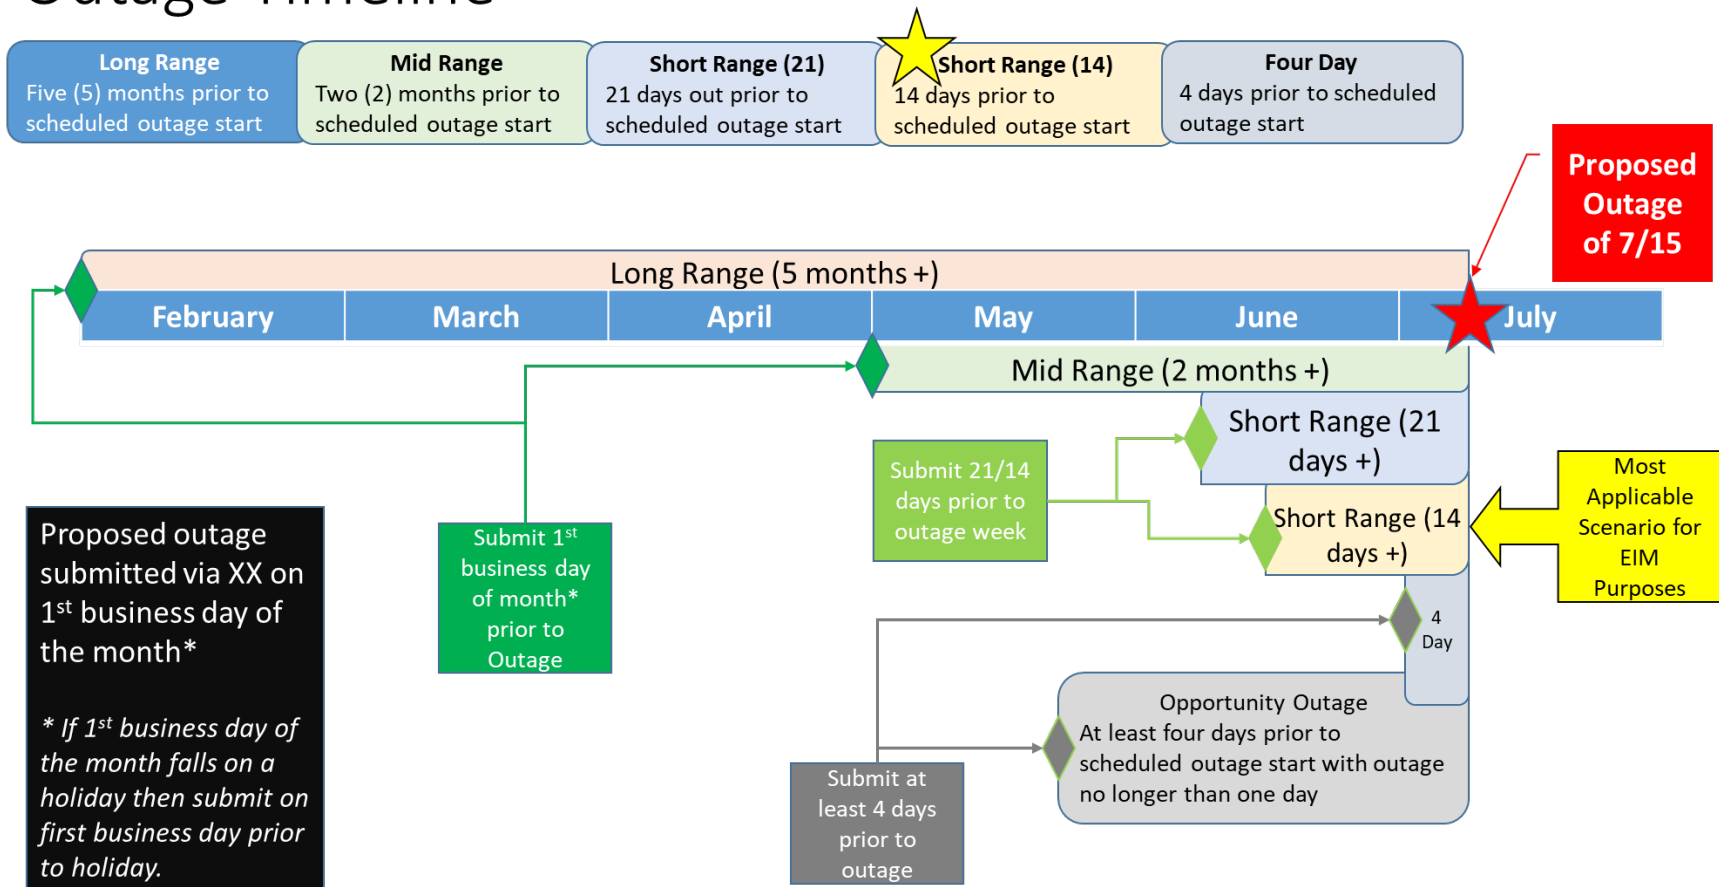 Outage Timeline
Long Range
Five (5) months prior to
scheduled outage start
Mid Range
Two (2) months prior to
scheduled outage start
Short Range (21)
21 days out prior to
scheduled outage start
Short Range (14)
14 days prior to
scheduled outage start
Four Day
4 days prior to scheduled
outage start
Proposed
Outage
of 7/15
Long Range (5 months +)
February
March
April
May
June
July
Mid Range (2 months +)
Short Range (21
days +)
Submit 21/14
days prior to
outage week
Short Range (14
days +)
Most
Applicable
Scenario for
EIM
Purposes
Proposed outage
submitted via XX on
1st business day of
the month*
* If 1st business day of
the month falls on a
holiday then submit on
first business day prior
to holiday.
Submit 1st
business day
of month*
prior to
Outage
4
Day
Opportunity Outage
At least four days prior to
scheduled outage start with outage
no longer than one day
Submit at
least 4 days
prior to
outage